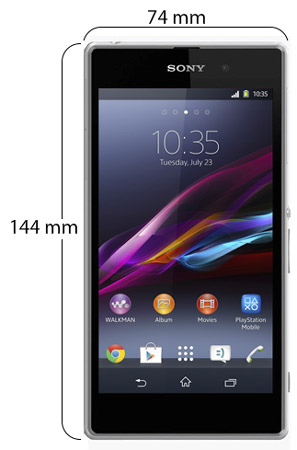 74 mm
SONY
10:35
10:35
Tuesday, July 23
144 mm
WALKMAN
Album
Movies
PlayStation
Mobile